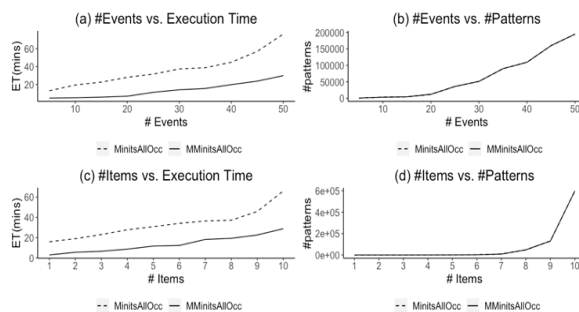 (a) #Events vs. Execution Time
ET(mins)
60
40
20
10 20 30 40 50
# Events
MinitsAllOcc MMinitsAllOcc
(b) #Events vs. #Patterns
#patterns
200000
150000
100000
50000
0
10 20 30 40 50
# Events
MinitsAllOcc MMinitsAllOcc
(c) #Items vs. Execution Time
ET(mins)
60
40
20
0
1 2 3 4 5 6 7 8 9 10
# Items
MinitsAllOcc MMinitsAllOcc
(d) #Items vs. #Patterns
#patterns
6e+05
4e+05
2e+05
0e+00
1 2 3 4 5 6 7 8 9 10
# Items
MinitsAllOcc MMinitsAllOcc